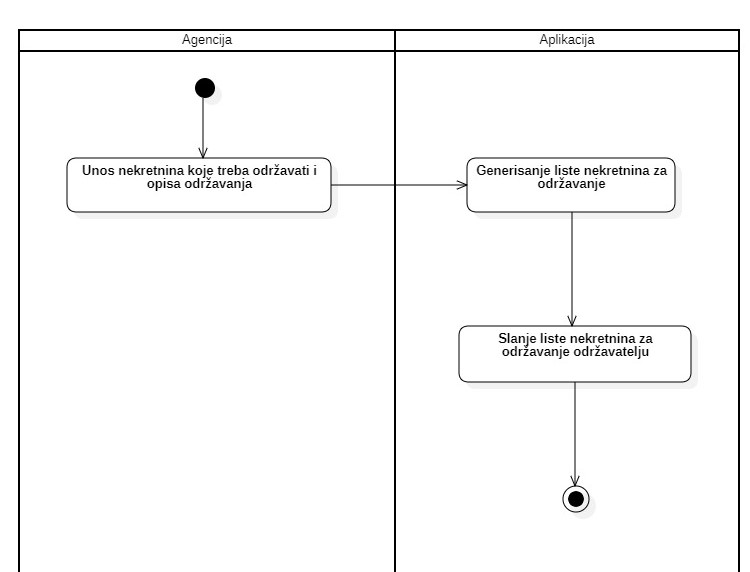 Agencija
Aplikacija
Unos nekretnina koje treba održavati i
opisa održavanja
Generisanje liste nekretnina za
održavanje
Slanje liste nekretnina za
održavanje održavatelju